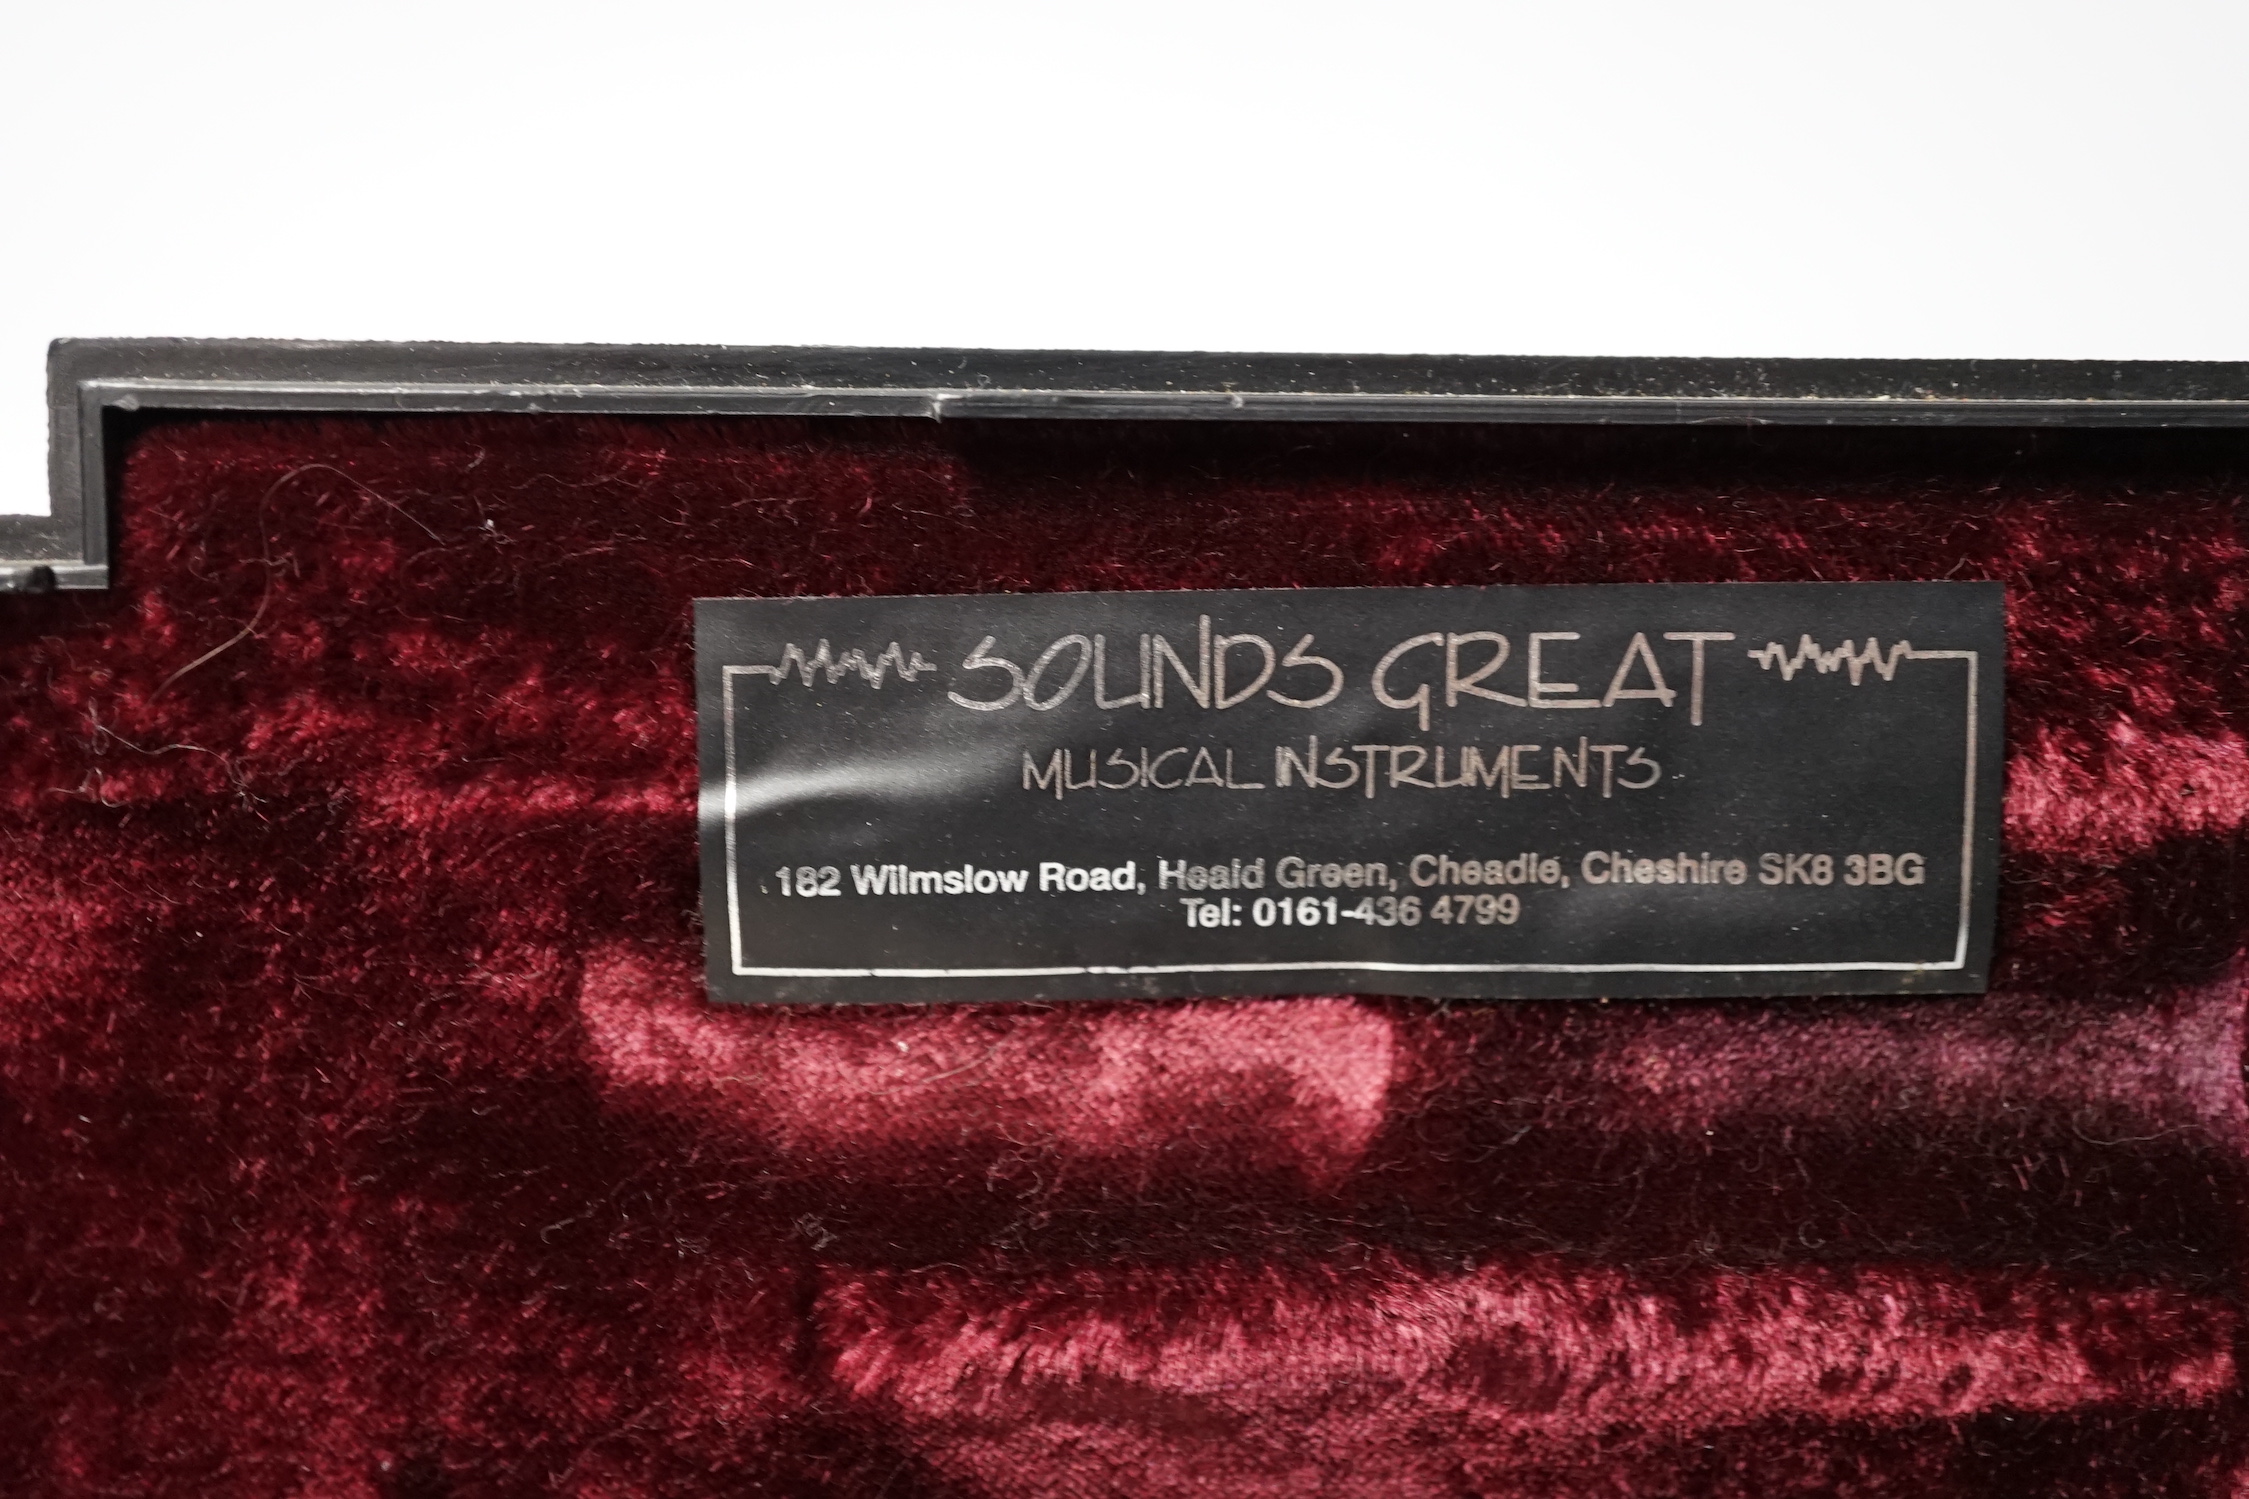 SOUNDS GREAT
MUSICAL INSTRUMENTS
182 Wilmslow Road, Heald Green, Cheadle, Cheshire SK8 3BG
Tel: 0161-436 4799